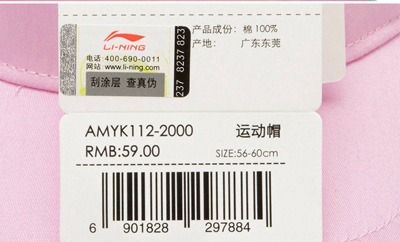 LI-NING
电话 400-690-0011
网站 www.li-ning.com
刮涂层 查真伪
237 8237 823
产品成份：棉 100%
产地： 广东东莞
AMYK112-2000 运动帽
RMB:59.00 SIZE:56-60cm
6 901828 297884